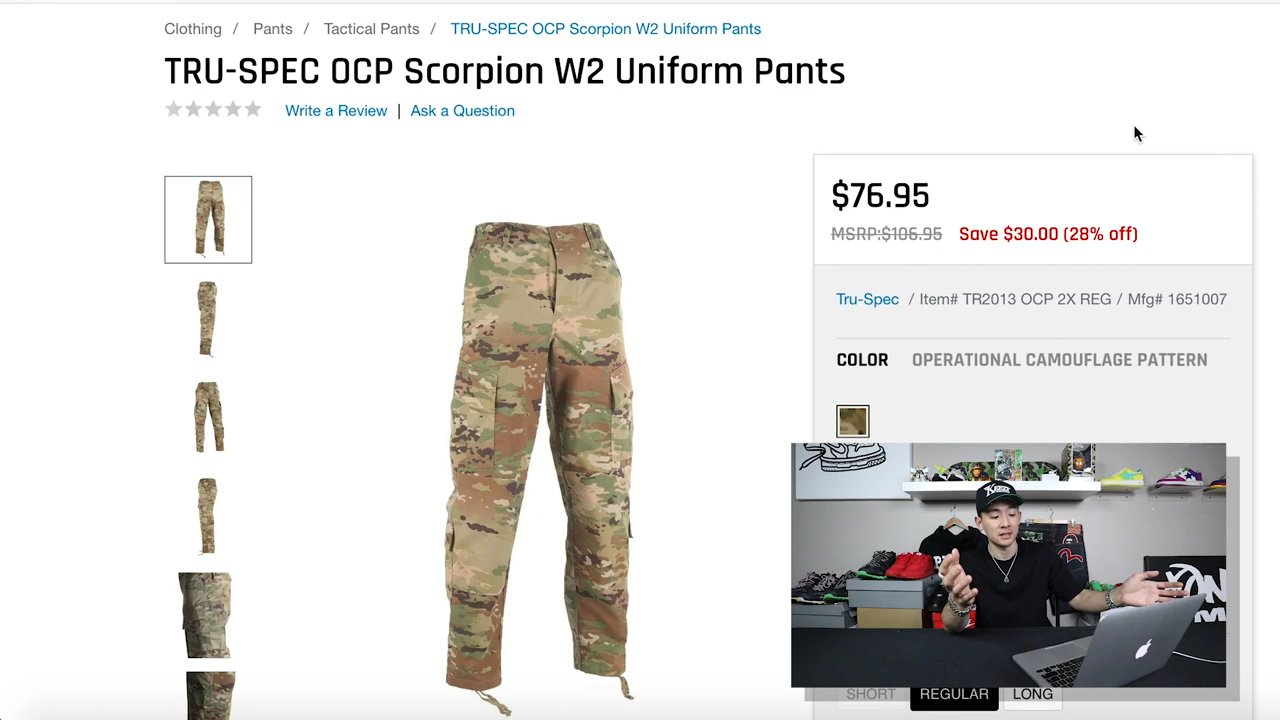 Clothing / Pants / Tactical Pants / TRU-SPEC OCP Scorpion W2 Uniform Pants
TRU-SPEC OCP Scorpion W2 Uniform Pants
Write a Review | Ask a Question
$76.95
MSRP:$106.95 Save $30.00 (28% off)
Tru-Spec / Item# TR2013 OCP 2X REG / Mfg# 1651007
COLOR OPERATIONAL CAMOUFLAGE PATTERN
SHORT REGULAR LONG